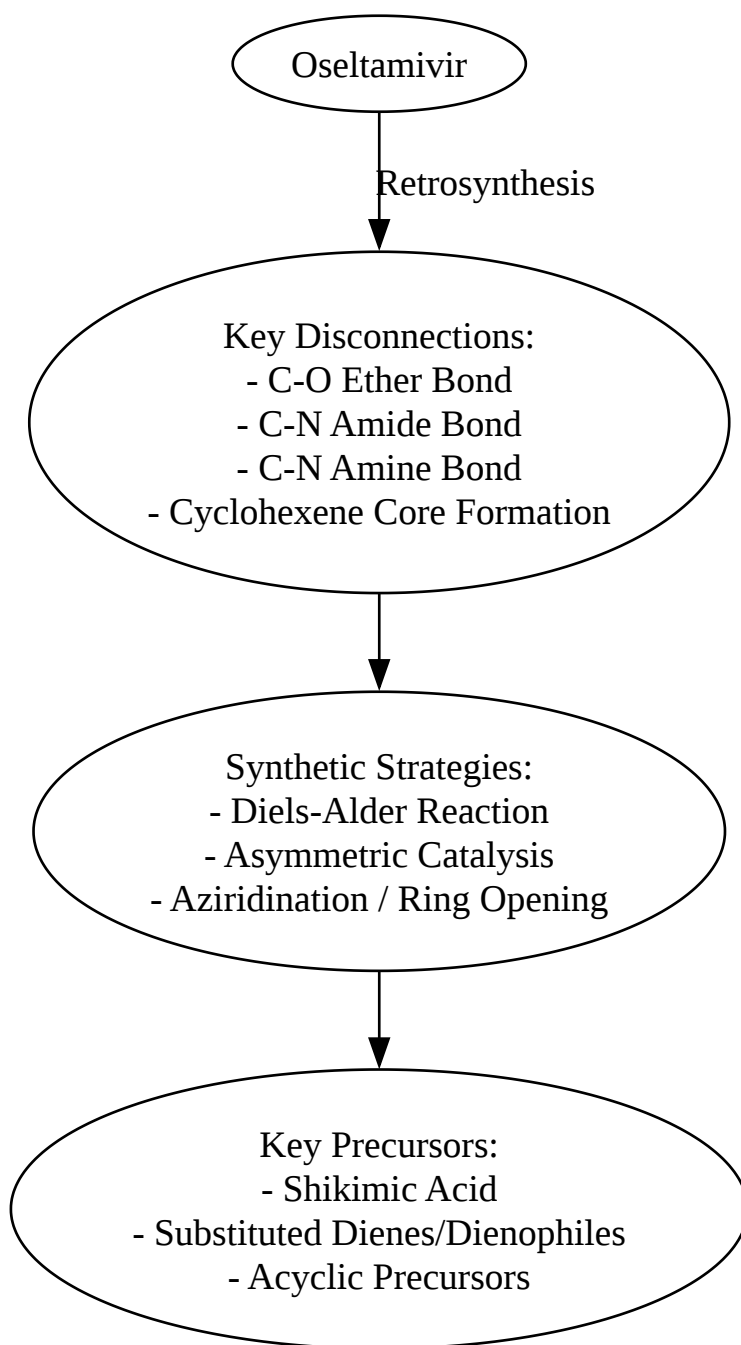 Oseltamivir
Retrosynthesis
Key Disconnections:
- C-O Ether Bond
- C-N Amide Bond
- C-N Amine Bond
- Cyclohexene Core Formation
Synthetic Strategies:
- Diels-Alder Reaction
- Asymmetric Catalysis
- Aziridination / Ring Opening
Key Precursors:
- Shikimic Acid
- Substituted Dienes/Dienophiles
- Acyclic Precursors